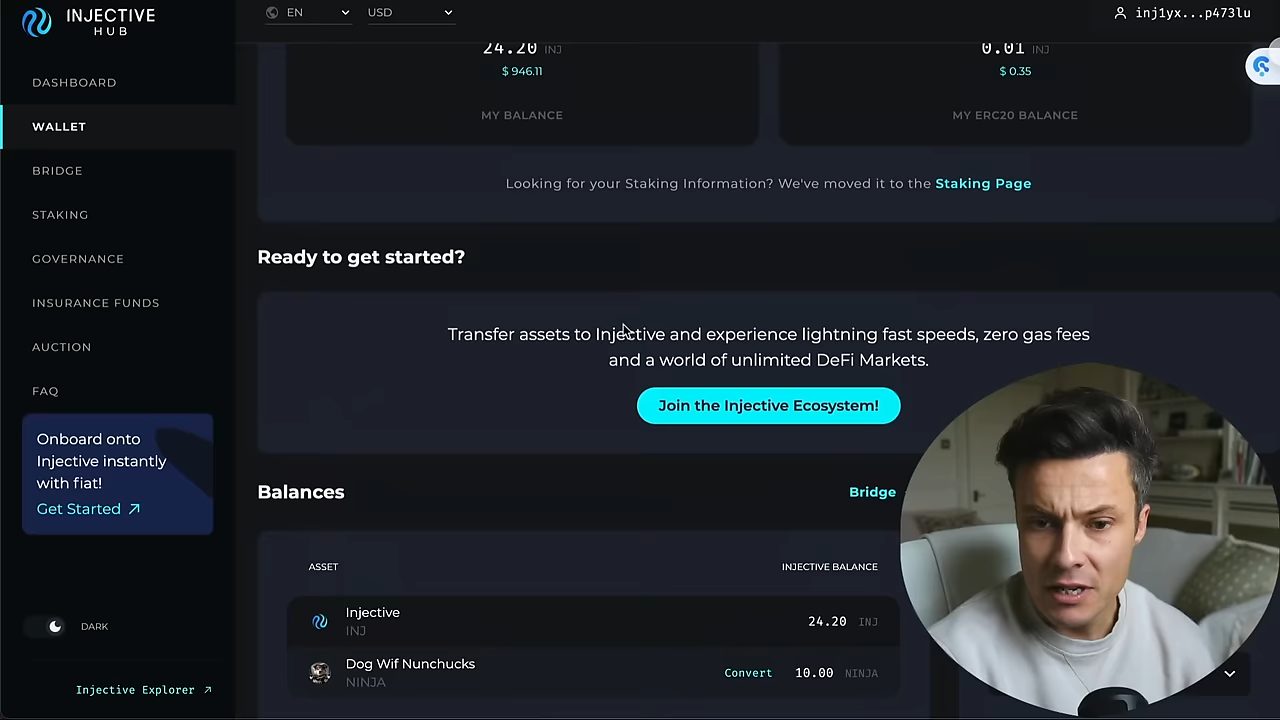 INJECTIVE
HUB
EN
USD
inj1yx...p473lu
DASHBOARD
WALLET
BRIDGE
STAKING
GOVERNANCE
INSURANCE FUNDS
AUCTION
FAQ
Onboard onto
Injective instantly
with fiat!
Get Started
DARK
Injective Explorer
24.20 INJ
$ 946.11
MY BALANCE
0.01 INJ
$ 0.35
MY ERC20 BALANCE
Looking for your Staking Information? We've moved it to the Staking Page
Ready to get started?
Transfer assets to Injective and experience lightning fast speeds, zero gas fees
and a world of unlimited DeFi Markets.
Join the Injective Ecosystem!
Balances
Bridge
ASSET
INJECTIVE BALANCE
Injective
INJ
24.20 INJ
Dog Wif Nunchucks
NINJA
Convert
10.00 NINJA